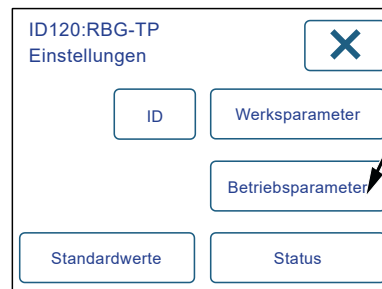 ID120:RBG-TP
Einstellungen
ID
Werksparameter
Betriebsparameter
Standardwerte
Status